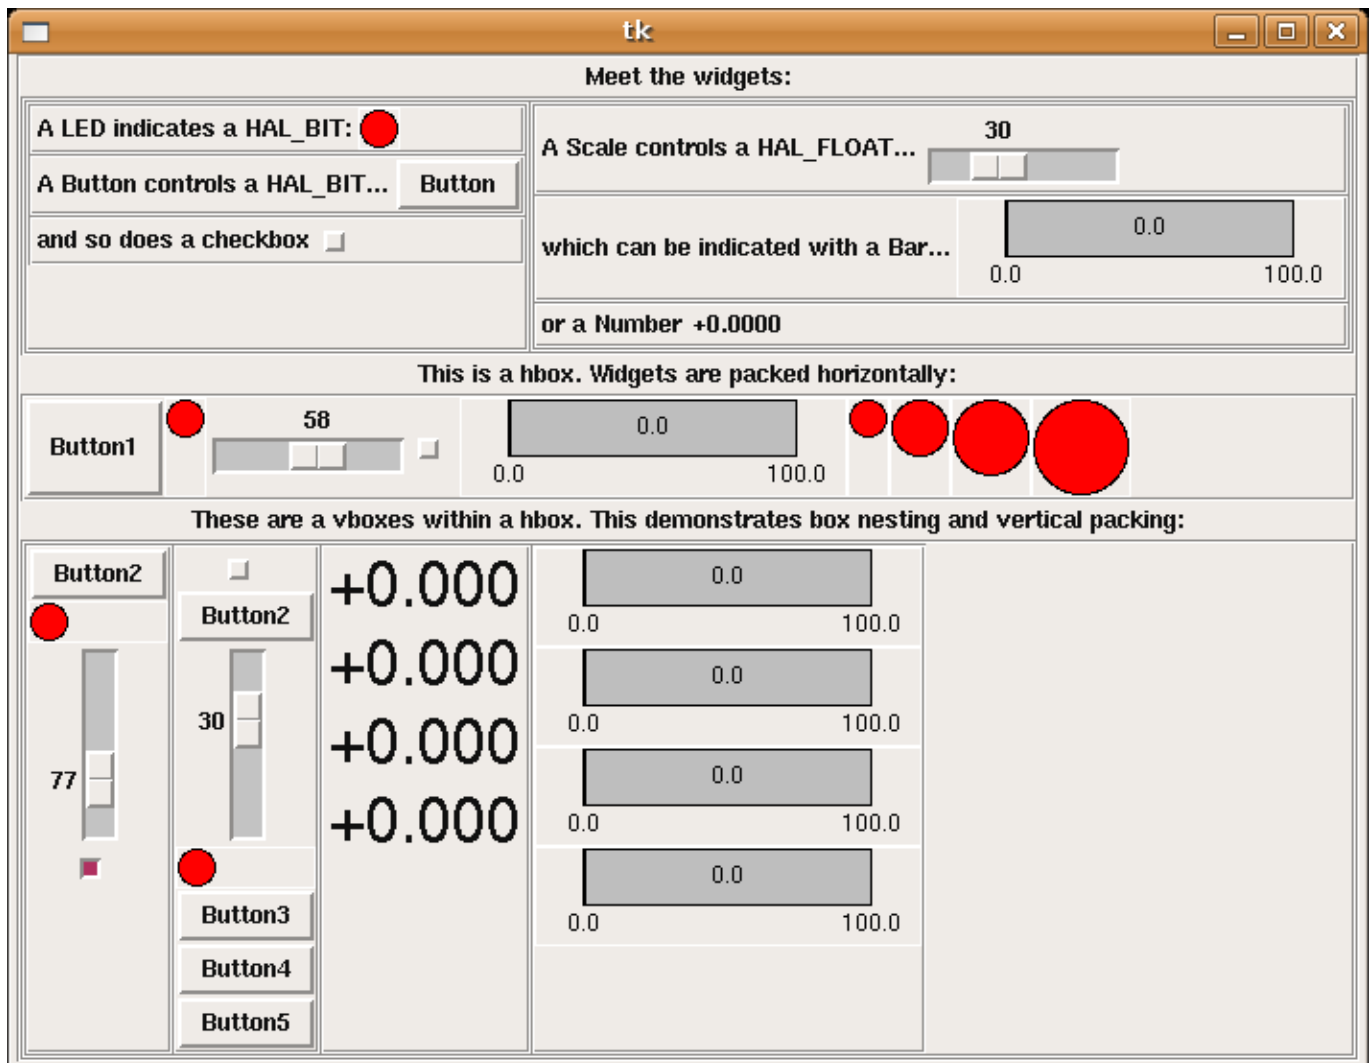 tk
Meet the widgets:
A LED indicates a HAL_BIT:
A Button controls a HAL_BIT... Button
and so does a checkbox
A Scale controls a HAL_FLOAT... 30
which can be indicated with a Bar... 0.0
0.0 100.0
or a Number +0.0000
This is a hbox. Widgets are packed horizontally:
Button1 58 0.0
0.0 100.0
These are a vboxes within a hbox. This demonstrates box nesting and vertical packing:
Button2
77
Button2
30
Button3
Button4
Button5
+0.000
+0.000
+0.000
+0.000
0.0
0.0 100.0
0.0
0.0 100.0
0.0
0.0 100.0
0.0
0.0 100.0